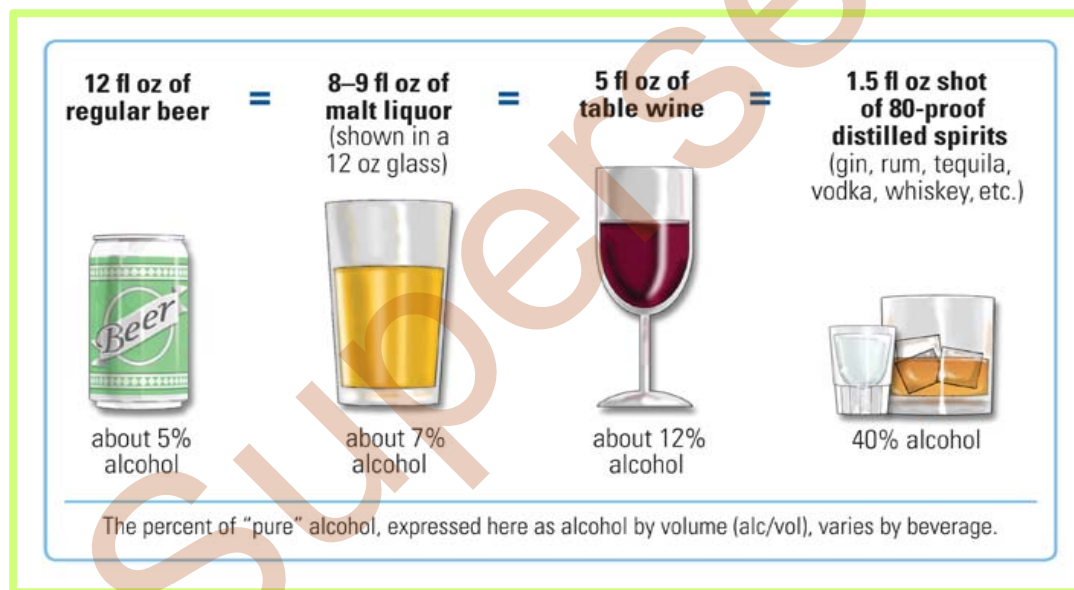 12 fl oz of
regular beer
=
8–9 fl oz of
malt liquor
(shown in a
12 oz glass)
=
5 fl oz of
table wine
=
1.5 fl oz shot
of 80-proof
distilled spirits
(gin, rum, tequila,
vodka, whiskey, etc.)
Beer
about 5%
alcohol
about 7%
alcohol
about 12%
alcohol
40% alcohol
The percent of “pure” alcohol, expressed here as alcohol by volume (alc/vol), varies by beverage.
Superse